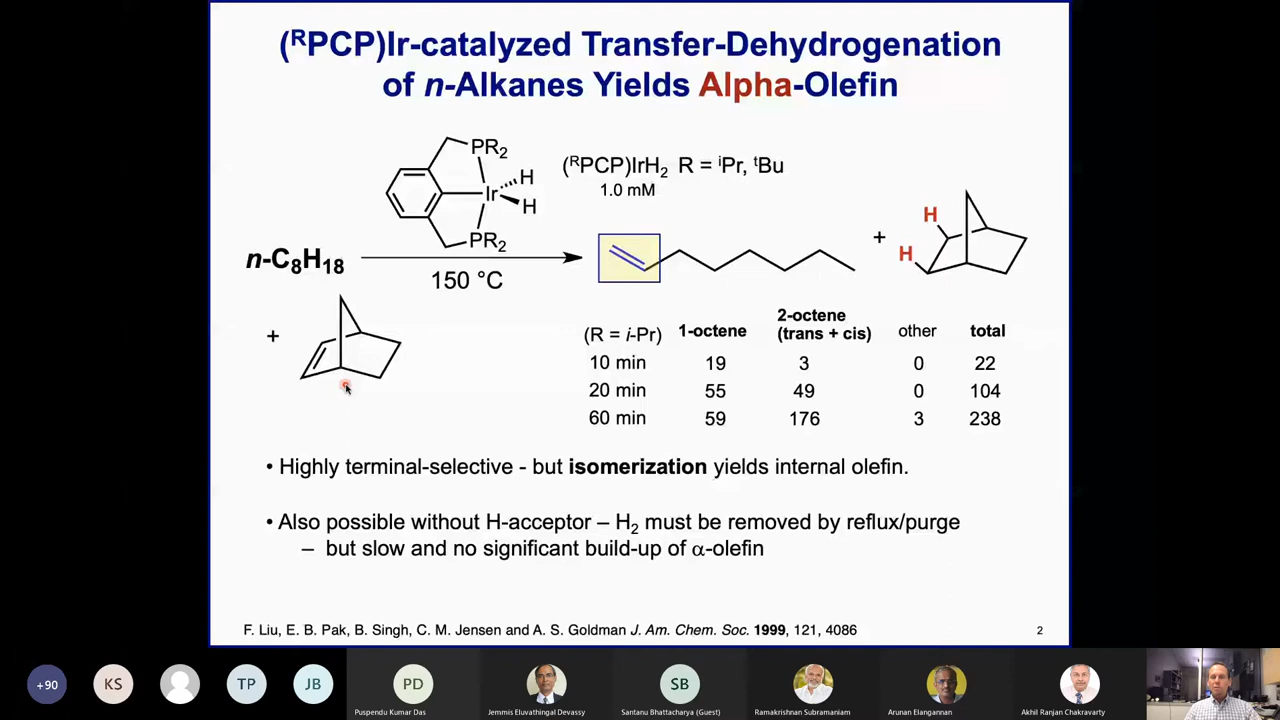 (ᴿPCP)Ir-catalyzed Transfer-Dehydrogenation
of n-Alkanes Yields Alpha-Olefin
PR₂
Ir
H
H
PR₂
(ᴿPCP)IrH₂ R = ⁱPr, ᵗBu
1.0 mM
n-C₈H₁₈
150 °C
+
H
H
+
(R = i-Pr) 1-octene 2-octene (trans + cis) other total
10 min 19 3 0 22
20 min 55 49 0 104
60 min 59 176 3 238
• Highly terminal-selective - but isomerization yields internal olefin.
• Also possible without H-acceptor – H₂ must be removed by reflux/purge
– but slow and no significant build-up of α-olefin
F. Liu, E. B. Pak, B. Singh, C. M. Jensen and A. S. Goldman J. Am. Chem. Soc. 1999, 121, 4086
2
+90 KS TP JB PD SB
Puspendu Kumar Das Jemmis Eluvathingal Devassy Santanu Bhattacharya (Guest) Ramakrishnan Subramaniam Arunan Elangannan Akhil Ranjan Chakravarty